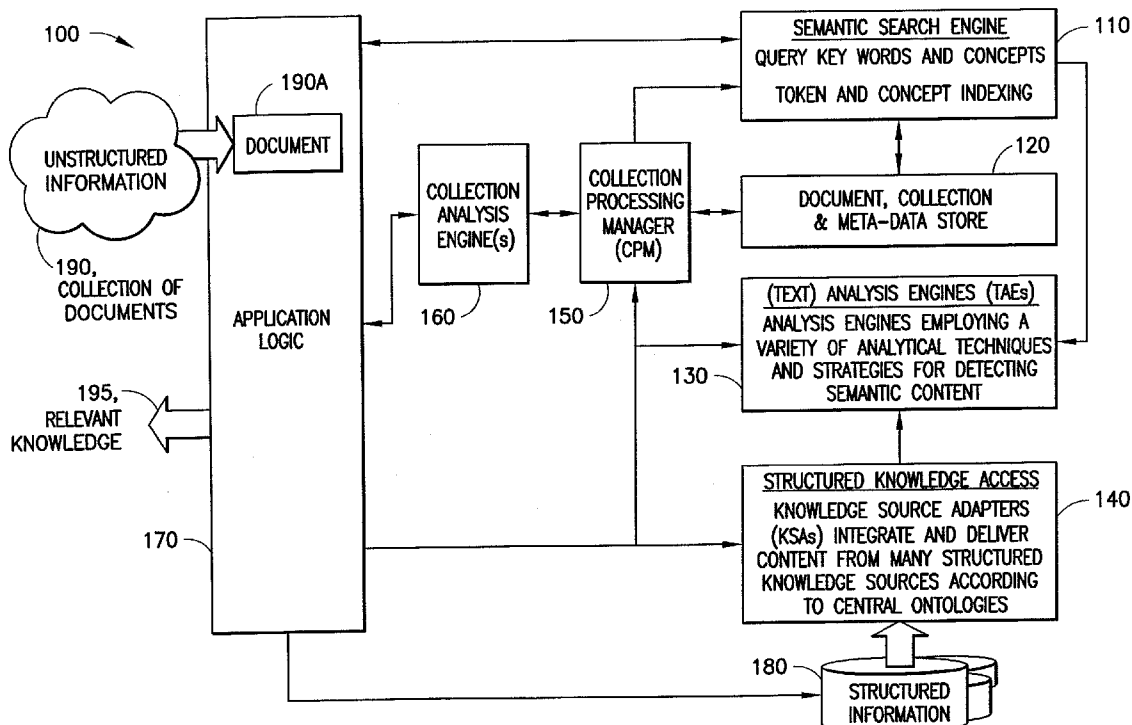 100
UNSTRUCTURED
INFORMATION
190,
COLLECTION OF
DOCUMENTS
195,
RELEVANT
KNOWLEDGE
190A
DOCUMENT
APPLICATION
LOGIC
170
COLLECTION
ANALYSIS
ENGINE(s)
160
COLLECTION
PROCESSING
MANAGER
(CPM)
150
SEMANTIC SEARCH ENGINE
QUERY KEY WORDS AND CONCEPTS
TOKEN AND CONCEPT INDEXING
110
120
DOCUMENT, COLLECTION
& META-DATA STORE
(TEXT) ANALYSIS ENGINES (TAEs)
ANALYSIS ENGINES EMPLOYING A
VARIETY OF ANALYTICAL TECHNIQUES
AND STRATEGIES FOR DETECTING
SEMANTIC CONTENT
130
STRUCTURED KNOWLEDGE ACCESS
KNOWLEDGE SOURCE ADAPTERS
(KSAs) INTEGRATE AND DELIVER
CONTENT FROM MANY STRUCTURED
KNOWLEDGE SOURCES ACCORDING
TO CENTRAL ONTOLOGIES
140
180
STRUCTURED
INFORMATION